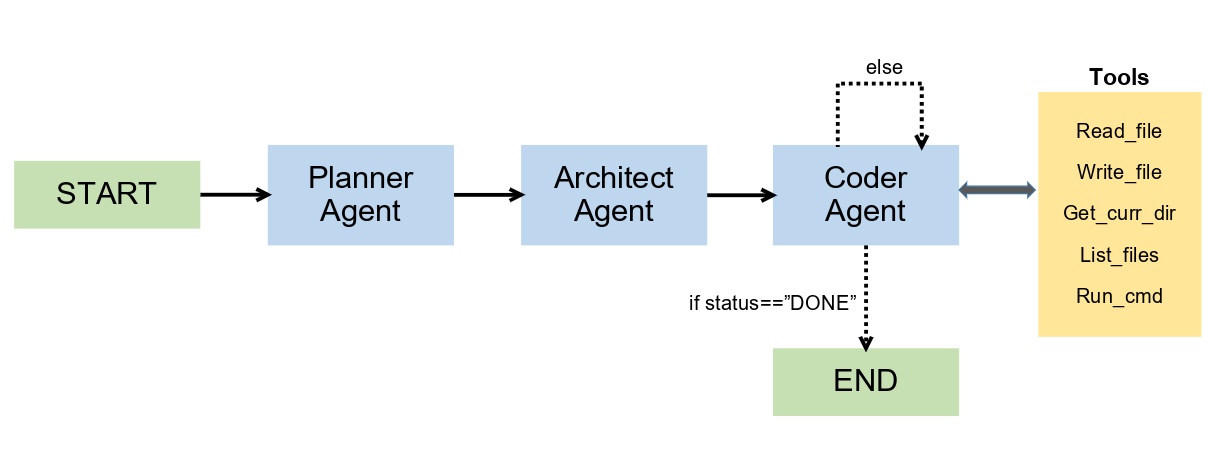 START
Planner
Agent
Architect
Agent
else
Coder
Agent
if status==”DONE”
END
Tools
Read_file
Write_file
Get_curr_dir
List_files
Run_cmd